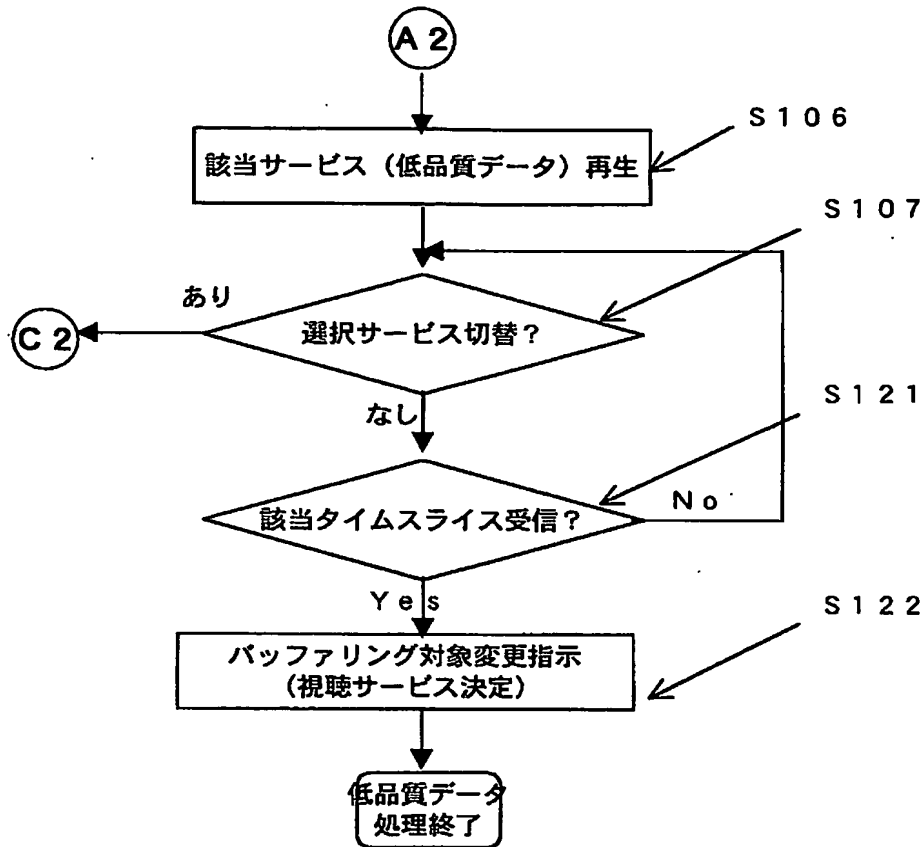 A2
S106
該当サービス（低品質データ）再生
S107
あり
C2
選択サービス切替？
なし
S121
該当タイムスライス受信？
No
Yes
S122
バッファリング対象変更指示
（視聴サービス決定）
低品質データ
処理終了